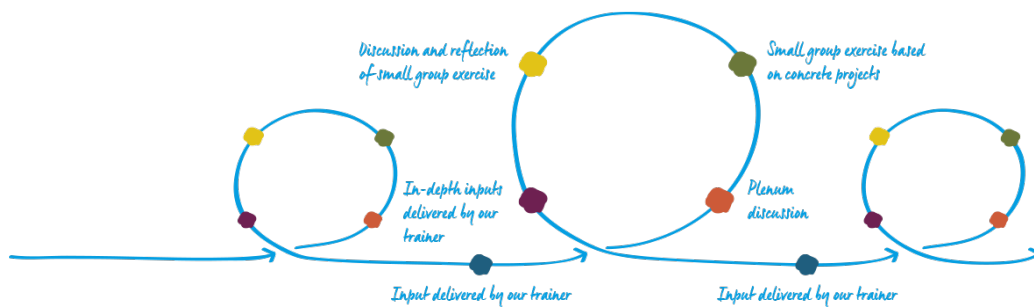 Discussion and reflection
of small group exercise
Small group exercise based
on concrete projects
In-depth inputs
delivered by our
trainer
Plenum
discussion
Input delivered by our trainer
Input delivered by our trainer